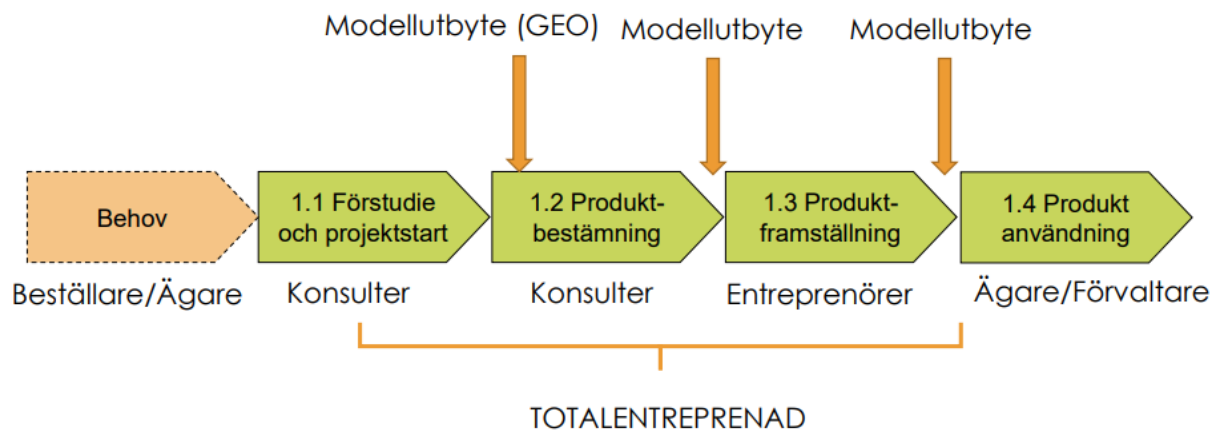 Modellutbyte (GEO)
Modellutbyte
Modellutbyte
Behov
1.1 Förstudie
och projektstart
1.2 Produkt-
bestämning
1.3 Produkt-
framställning
1.4 Produkt
användning
Beställare/Ägare
Konsulter
Konsulter
Entreprenörer
Ägare/Förvaltare
TOTALENTREPRENAD